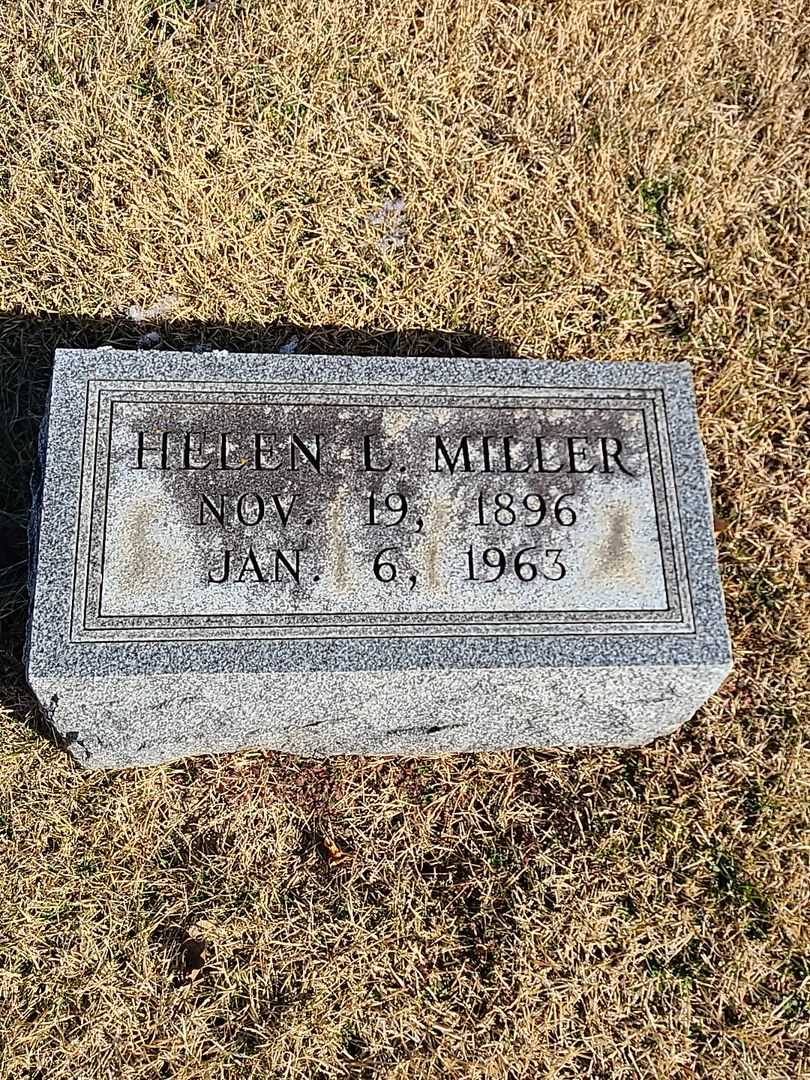 HELEN L. MILLER
NOV. 19, 1896
JAN. 6, 1963